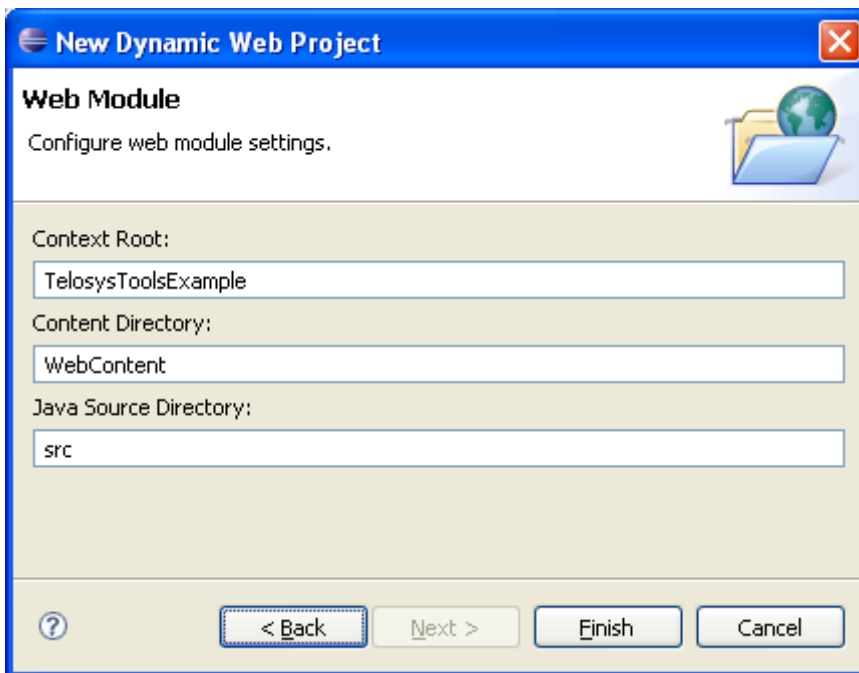 New Dynamic Web Project
Web Module
Configure web module settings.
Context Root:
TelosysToolsExample
Content Directory:
WebContent
Java Source Directory:
src
? < Back Next > Finish Cancel